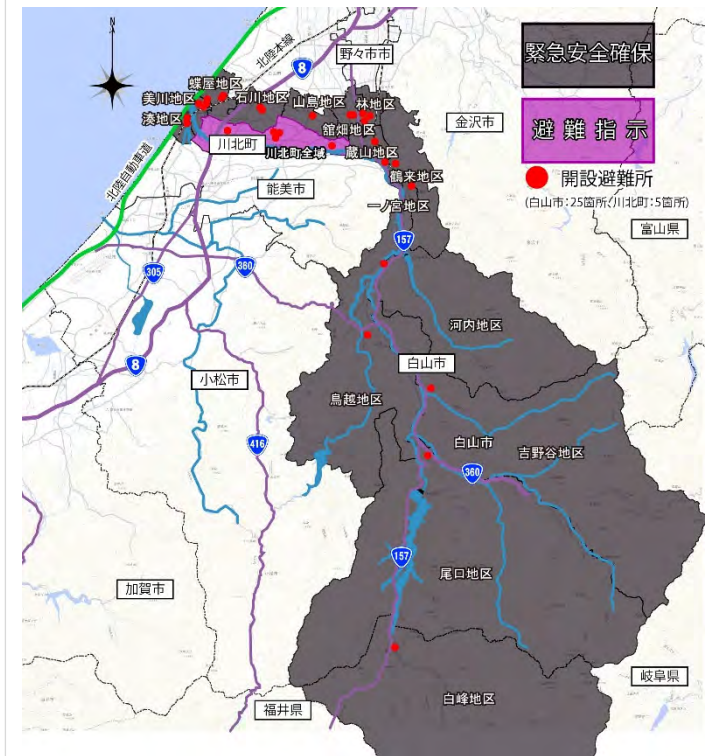 N
北陸本線
8
野々市市
緊急安全確保
蝶屋地区
美川地区
石川地区
山島地区
林地区
湊地区
舘畑地区
金沢市
避難指示
川北町
川北町全域
蔵山地区
開設避難所
(白山市:25箇所、川北町:5箇所)
北陸自動車道
能美市
鶴来地区
一ノ宮地区
富山県
157
305
360
河内地区
8
小松市
白山市
鳥越地区
白山市
吉野谷地区
416
360
157
尾口地区
加賀市
岐阜県
福井県
白峰地区